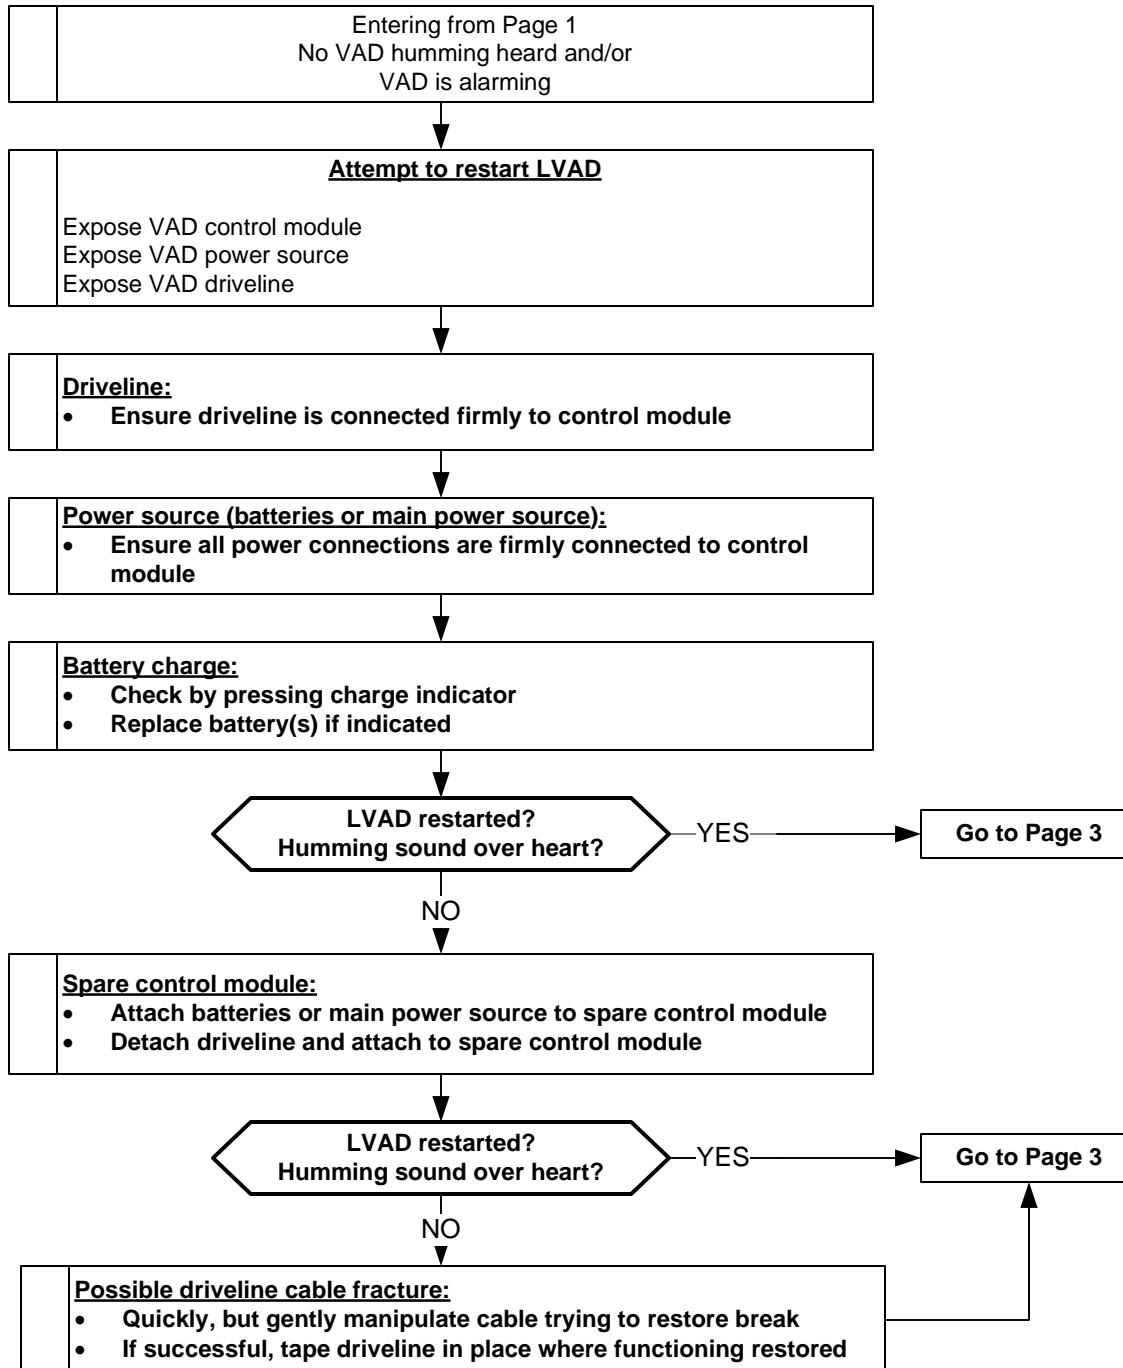 Entering from Page 1
No VAD humming heard and/or
VAD is alarming
Attempt to restart LVAD
Expose VAD control module
Expose VAD power source
Expose VAD driveline
Driveline:
• Ensure driveline is connected firmly to control module
Power source (batteries or main power source):
• Ensure all power connections are firmly connected to control
module
Battery charge:
• Check by pressing charge indicator
• Replace battery(s) if indicated
LVAD restarted?
Humming sound over heart?
YES
Go to Page 3
NO
Spare control module:
• Attach batteries or main power source to spare control module
• Detach driveline and attach to spare control module
LVAD restarted?
Humming sound over heart?
YES
Go to Page 3
NO
Possible driveline cable fracture:
• Quickly, but gently manipulate cable trying to restore break
• If successful, tape driveline in place where functioning restored